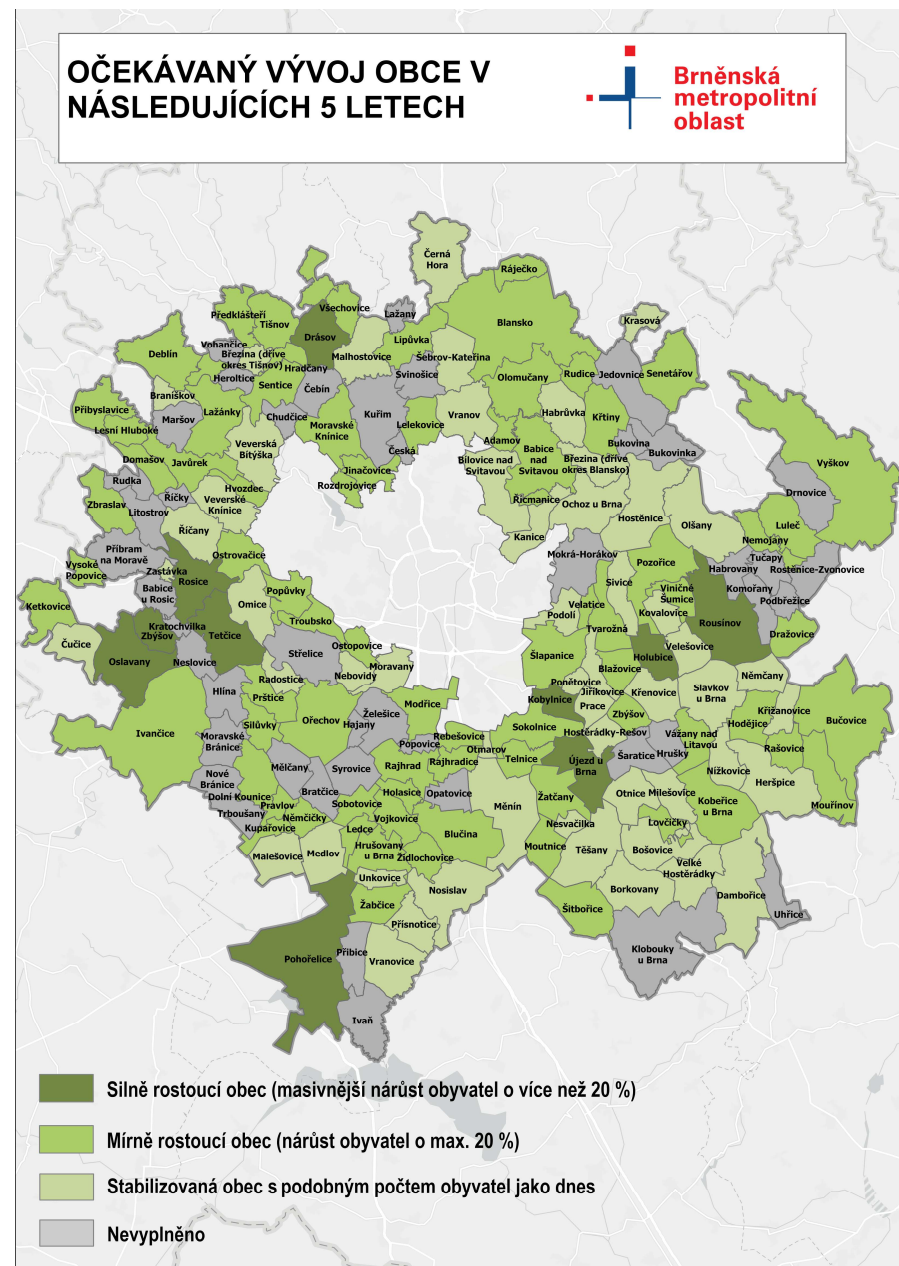 OČEKÁVANÝ VÝVOJ OBCE V
NÁSLEDUJÍCÍCH 5 LETECH
Brněnská
metropolitní
oblast
Černá
Hora
Ráječko
Všechovice
Předklášteří
Tišnov
Lažany
Blansko
Krasová
Drásov
Lipůvka
Vohančice
Březina (dříve
okres Tišnov)
Malhostovice
Šebrov-Kateřina
Deblín
Hradčany
Svinošice
Olomučany
Rudice
Jedovnice
Senetářov
Heroltice
Sentice
Čebín
Braníškov
Habrůvka
Přibyslavice
Lažánky
Maršov
Chudčice
Kuřim
Vranov
Křtiny
Lesní Hluboké
Moravské
Knínice
Lelekovice
Veverská
Bítýška
Adamov
Babice
nad
Svitavou
Bukovina
Bukovinka
Česká
Domašov
Javůrek
Jinačovice
Bílovice nad
Svitavou
Březina (dříve
okres Blansko)
Vyškov
Rudka
Rozdrojovice
Hvozdec
Říčky
Drnovice
Zbraslav
Litostrov
Veverské
Knínice
Řícmanice
Ochoz u Brna
Hostěnice
Olšany
Luleč
Říčany
Kanice
Nemojany
Příbram
na Moravě
Ostrovačice
Mokrá-Horákov
Tučapy
Vysoké
Popovice
Zastávka
Rosice
Pozořice
Habrovany
Rostěnice-Zvonovice
Sivice
Babice
u Rosic
Popůvky
Viničné
Šumice
Komořany
Podbřežice
Ketkovice
Omice
Velatice
Podolí
Kovalovice
Rousínov
Troubsko
Kratochvilka
Zbýšov
Tetčice
Tvarožná
Dražovice
Čučice
Střelice
Ostopovice
Velešovice
Šlapanice
Holubice
Oslavany
Neslovice
Moravany
Nebovidy
Blažovice
Radostice
Ponětovice
Jiříkovice
Němčany
Hlína
Prštice
Kobylnice
Křenovice
Slavkov
u Brna
Modřice
Prace
Želešice
Zbýšov
Křižanovice
Ořechov
Silůvky
Hajany
Sokolnice
Hostěrádky-Rešov
Hodějice
Bučovice
Ivančice
Moravské
Bránice
Rebešovice
Vážany nad
Litavou
Popovice
Otmarov
Telnice
Hrušky
Rašovice
Rajhrad
Rajhradice
Újezd u
Brna
Šaratice
Mělčany
Syrovice
Nížkovice
Nové
Bránice
Heršpice
Holasice
Opatovice
Otnice
Milešovice
Bratčice
Dolní Kounice
Žatčany
Kobeřice
u Brna
Mouřínov
Pravlov
Sobotovice
Měnín
Trboušany
Němčičky
Vojkovice
Nesvačilka
Lovčičky
Kupařovice
Ledce
Blučina
Hrušovany
u Brna
Moutnice
Těšany
Bošovice
Malešovice
Medlov
Židlochovice
Velké
Hostěrádky
Unkovice
Nosislav
Borkovany
Dambořice
Žabčice
Šitbořice
Uhřice
Přísnotice
Klobouky
u Brna
Pohořelice
Přibice
Vranovice
Ivaň
Silně rostoucí obec (masivnější nárůst obyvatel o více než 20 %)
Mírně rostoucí obec (nárůst obyvatel o max. 20 %)
Stabilizovaná obec s podobným počtem obyvatel jako dnes
Nevyplněno